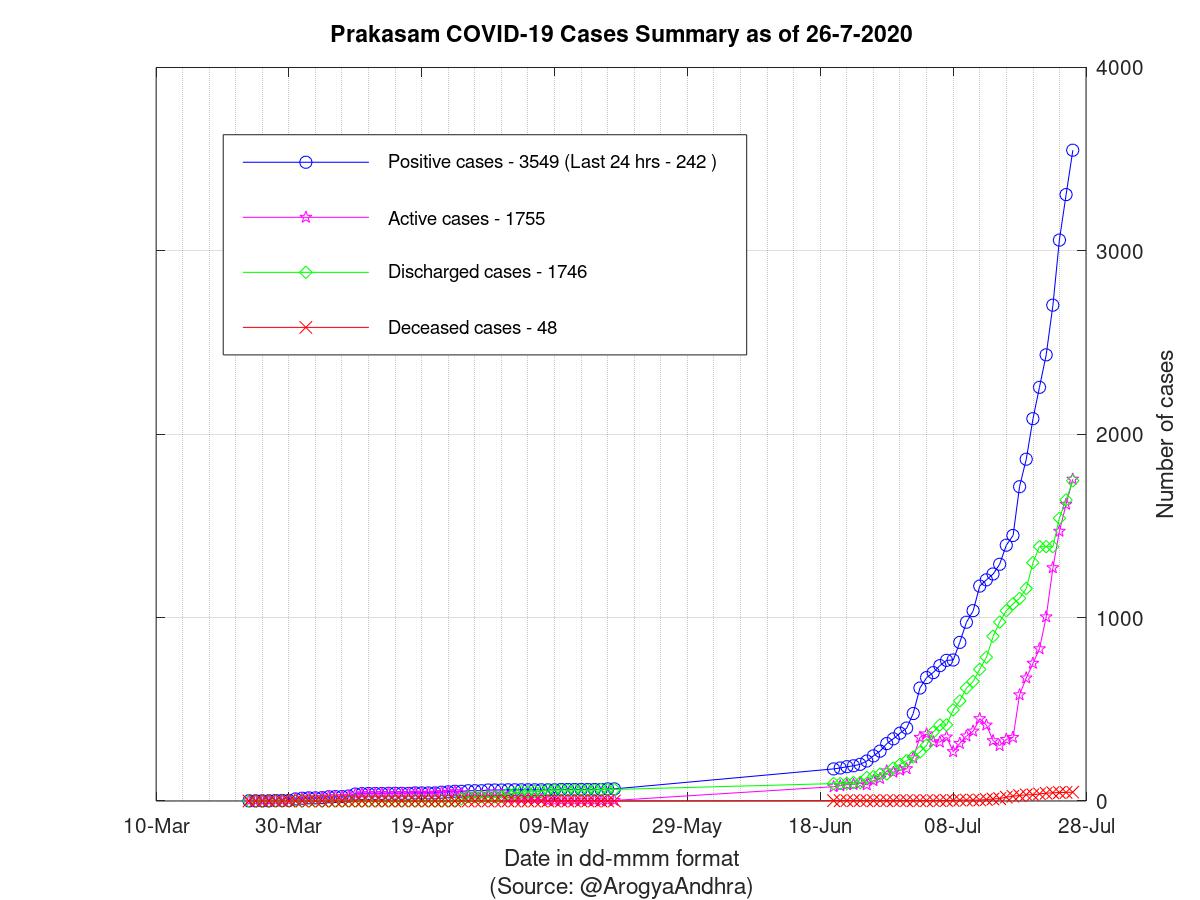 Prakasam COVID-19 Cases Summary as of 26-7-2020
Positive cases - 3549 (Last 24 hrs - 242 )
Active cases - 1755
Discharged cases - 1746
Deceased cases - 48
4000
3000
2000
1000
0
Number of cases
10-Mar 30-Mar 19-Apr 09-May 29-May 18-Jun 08-Jul 28-Jul
Date in dd-mmm format
(Source: @ArogyaAndhra)